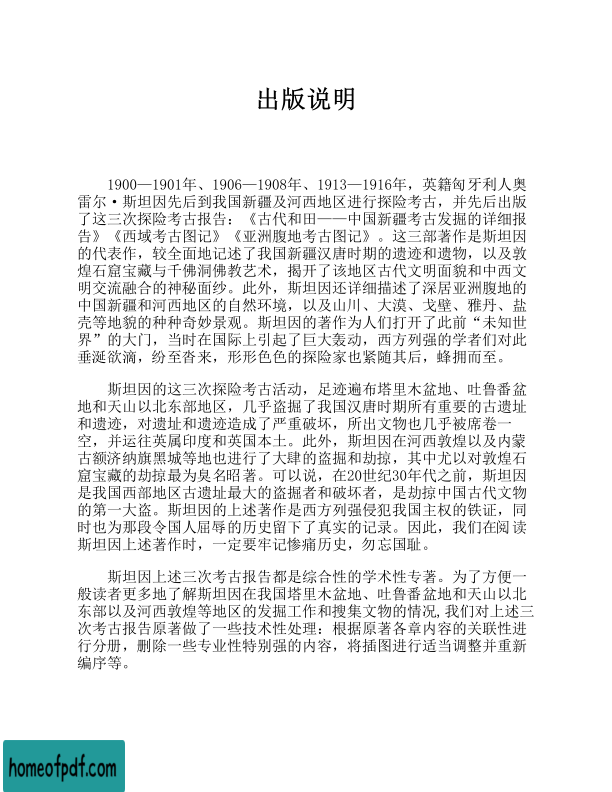 出版说明
1900—1901年、1906—1908年、1913—1916年，英籍匈牙利人奥
雷尔·斯坦因先后到我国新疆及河西地区进行探险考古，并先后出版
了这三次探险考古报告：《古代和田——中国新疆考古发掘的详细报
告》《西域考古图记》《亚洲腹地考古图记》。这三部著作是斯坦因
的代表作，较全面地记述了我国新疆汉唐时期的遗迹和遗物，以及敦
煌石窟宝藏与千佛洞佛教艺术，揭开了该地区古代文明面貌和中西文
明交流融合的神秘面纱。此外，斯坦因还详细描述了深居亚洲腹地的
中国新疆和河西地区的自然环境，以及山川、大漠、戈壁、雅丹、盐
壳等地貌的种种奇妙景观。斯坦因的著作为人们打开了此前“未知世
界”的大门，当时在国际上引起了巨大轰动，西方列强的学者们对此
垂涎欲滴，纷至沓来，形形色色的探险家也紧随其后，蜂拥而至。
斯坦因的这三次探险考古活动，足迹遍布塔里木盆地、吐鲁番盆
地和天山以北东部地区，几乎盗掘了我国汉唐时期所有重要的古遗址
和遗迹，对遗址和遗迹造成了严重破坏，所出文物也几乎被席卷一
空，并运往英属印度和英国本土。此外，斯坦因在河西敦煌以及内蒙
古额济纳旗黑城等地也进行了大肆的盗掘和劫掠，其中尤以对敦煌石
窟宝藏的劫掠最为臭名昭著。可以说，在20世纪30年代之前，斯坦因
是我国西部地区古遗址最大的盗掘者和破坏者，是劫掠中国古代文物
的第一大盗。斯坦因的上述著作是西方列强侵犯我国主权的铁证，同
时也为那段令国人屈辱的历史留下了真实的记录。因此，我们在阅读
斯坦因上述著作时，一定要牢记惨痛历史，勿忘国耻。
斯坦因上述三次考古报告都是综合性的学术性专著。为了方便一
般读者更多地了解斯坦因在我国塔里木盆地、吐鲁番盆地和天山以北
东部以及河西敦煌等地区的发掘工作和搜集文物的情况,我们对上述三
次考古报告原著做了一些技术性处理：根据原著各章内容的关联性进
行分册，删除一些专业性特别强的内容，将插图进行适当调整并重新
编序等。
homeofpdf.com